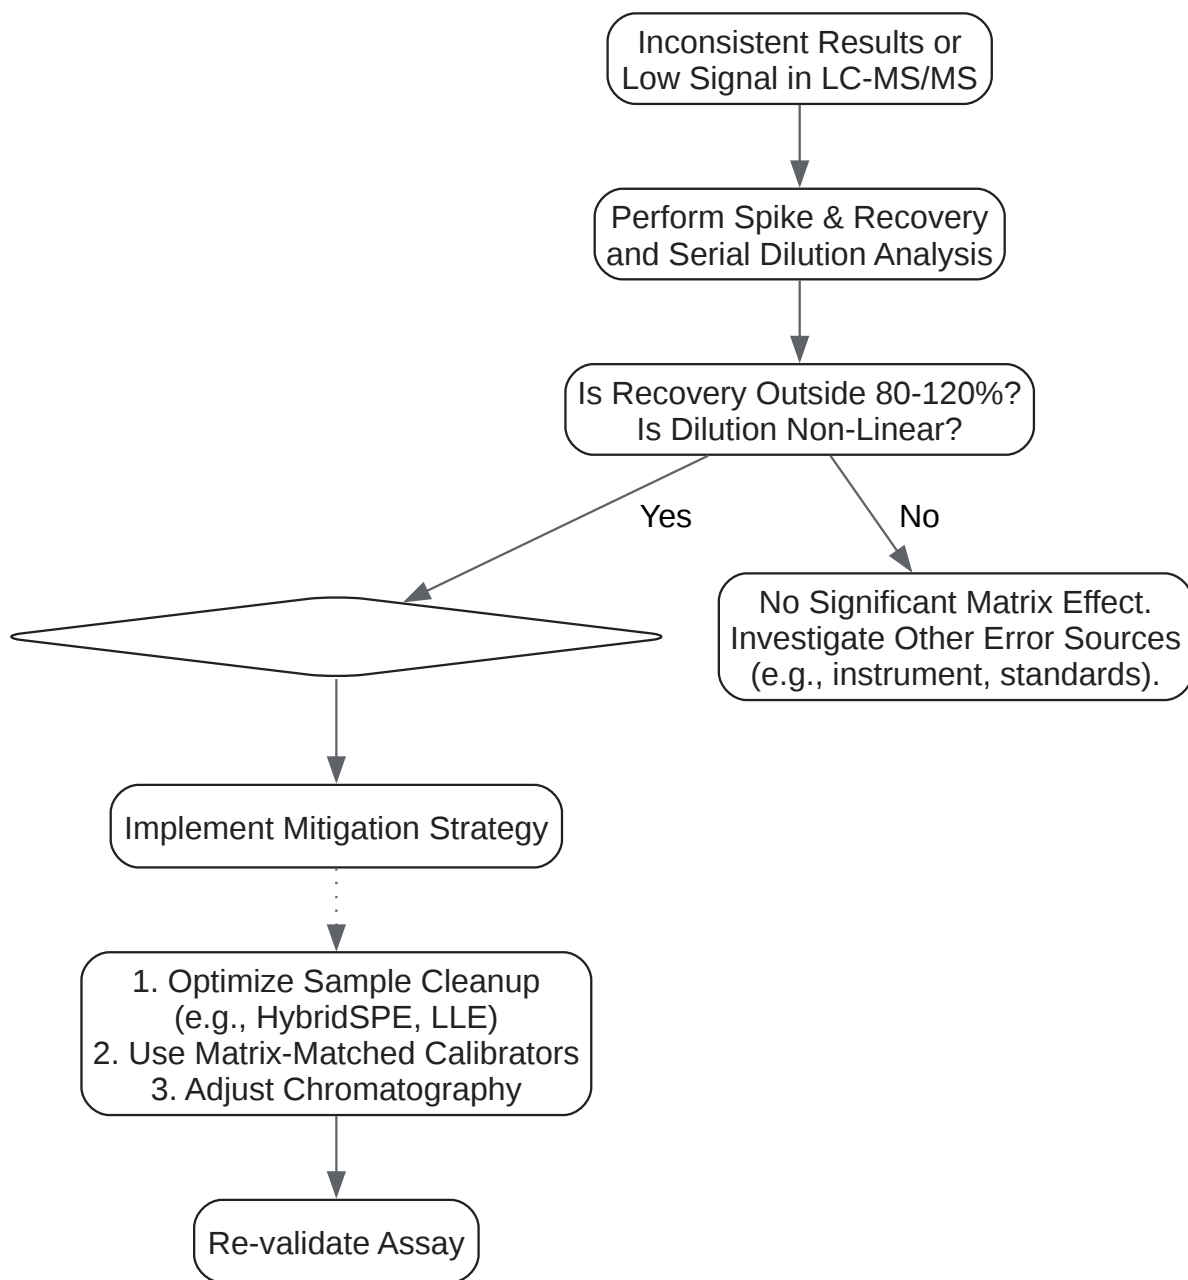 Inconsistent Results or
Low Signal in LC-MS/MS
Perform Spike & Recovery
and Serial Dilution Analysis
Is Recovery Outside 80-120%?
Is Dilution Non-Linear?
Yes
No
No Significant Matrix Effect.
Investigate Other Error Sources
(e.g., instrument, standards).
Implement Mitigation Strategy
1. Optimize Sample Cleanup
(e.g., HybridSPE, LLE)
2. Use Matrix-Matched Calibrators
3. Adjust Chromatography
Re-validate Assay